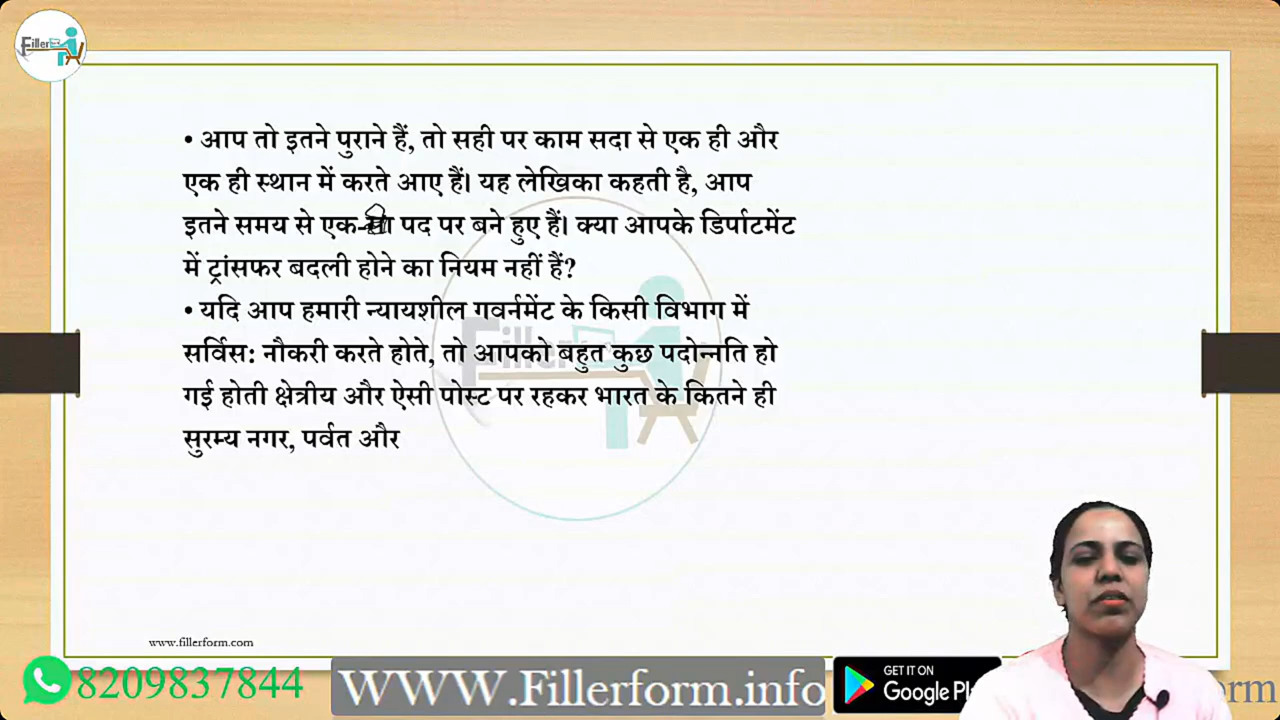 Fillerform
• आप तो इतने पुराने हैं, तो सही पर काम सदा से एक ही और
एक ही स्थान में करते आए हैं। यह लेखिका कहती है, आप
इतने समय से एक पद पर बने हुए हैं। क्या आपके डिर्पाटमेंट
में ट्रांसफर बदली होने का नियम नहीं हैं?
• यदि आप हमारी न्यायशील गवर्नमेंट के किसी विभाग में
सर्विस: नौकरी करते होते, तो आपको बहुत कुछ पदोन्नति हो
गई होती क्षेत्रीय और ऐसी पोस्ट पर रहकर भारत के कितने ही
सुरम्य नगर, पर्वत और
Fillerform
www.fillerform.com
8209837844
WWW.Fillerform.info
GET IT ON
Google Pl
orm